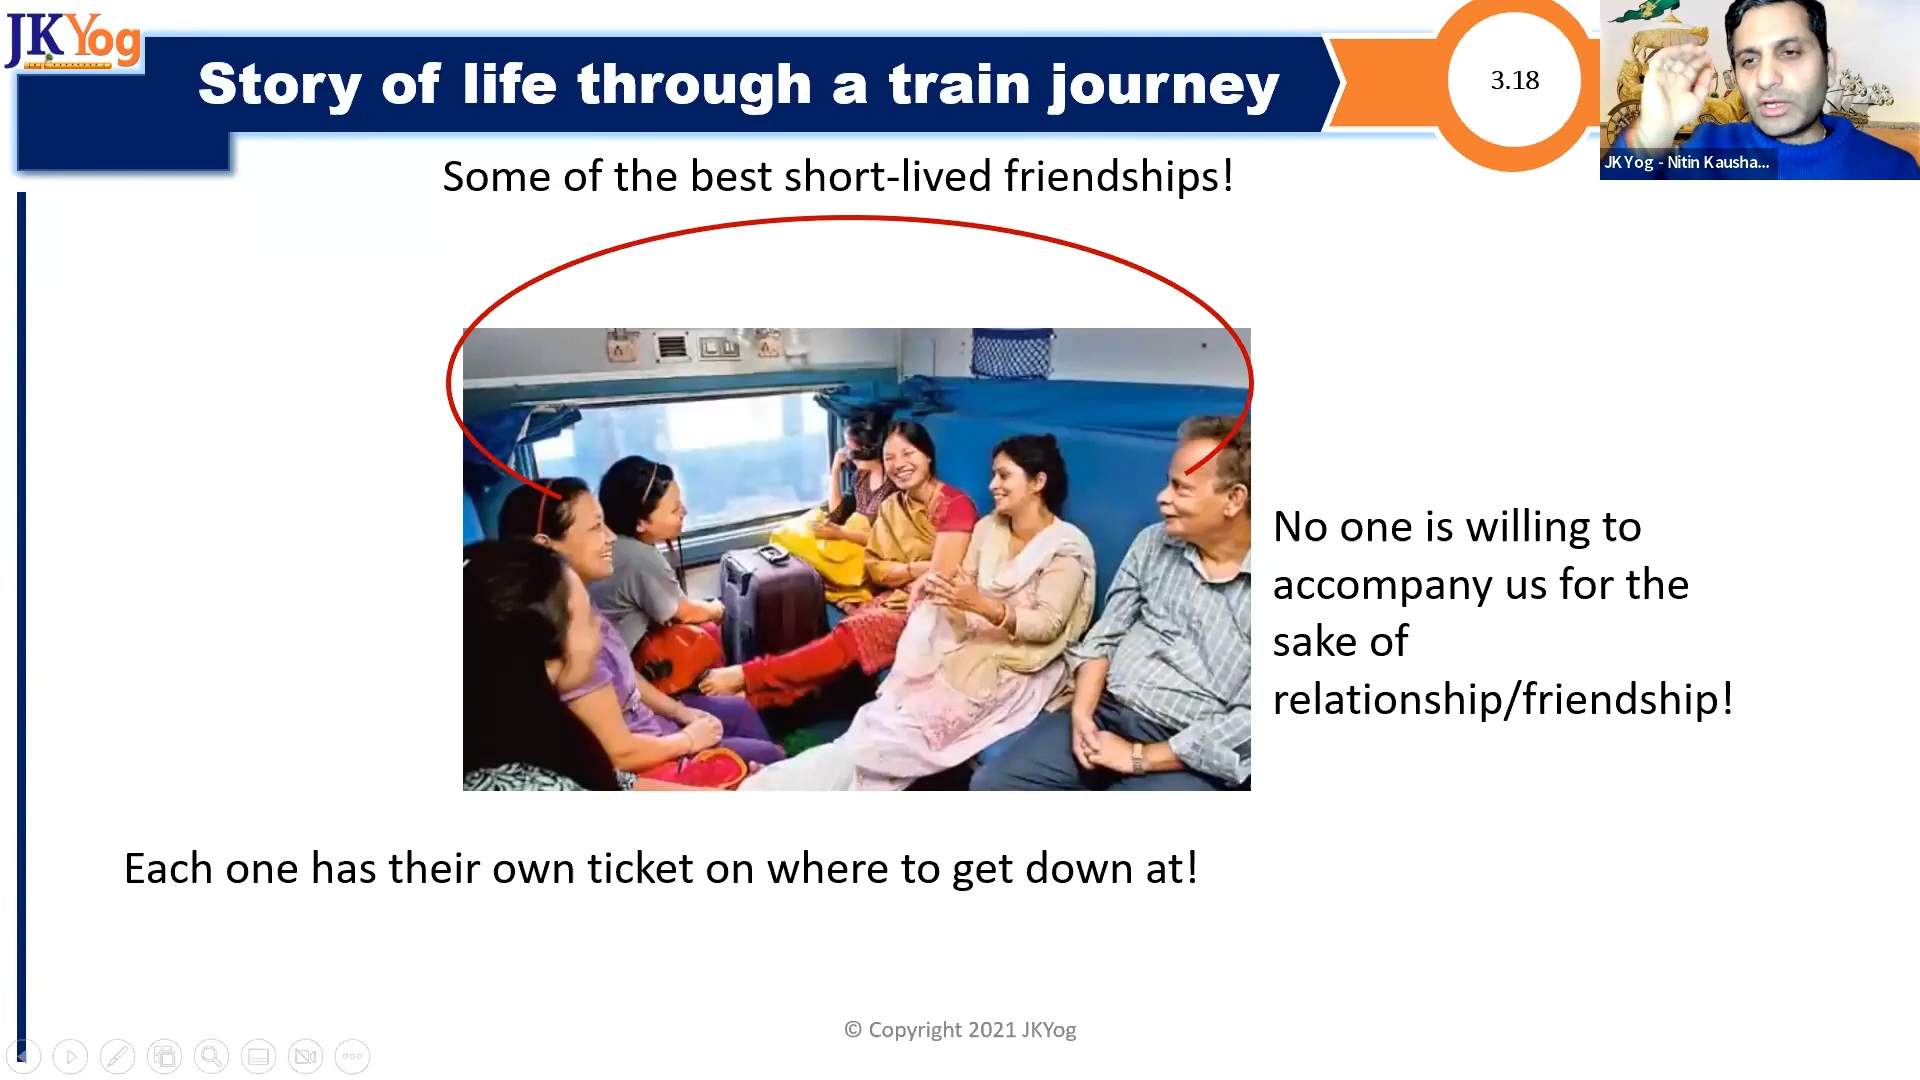 JKYog
Story of life through a train journey
3.18
JKYog - Nitin Kausha...
Some of the best short-lived friendships!
No one is willing to
accompany us for the
sake of
relationship/friendship!
Each one has their own ticket on where to get down at!
© Copyright 2021 JKYog